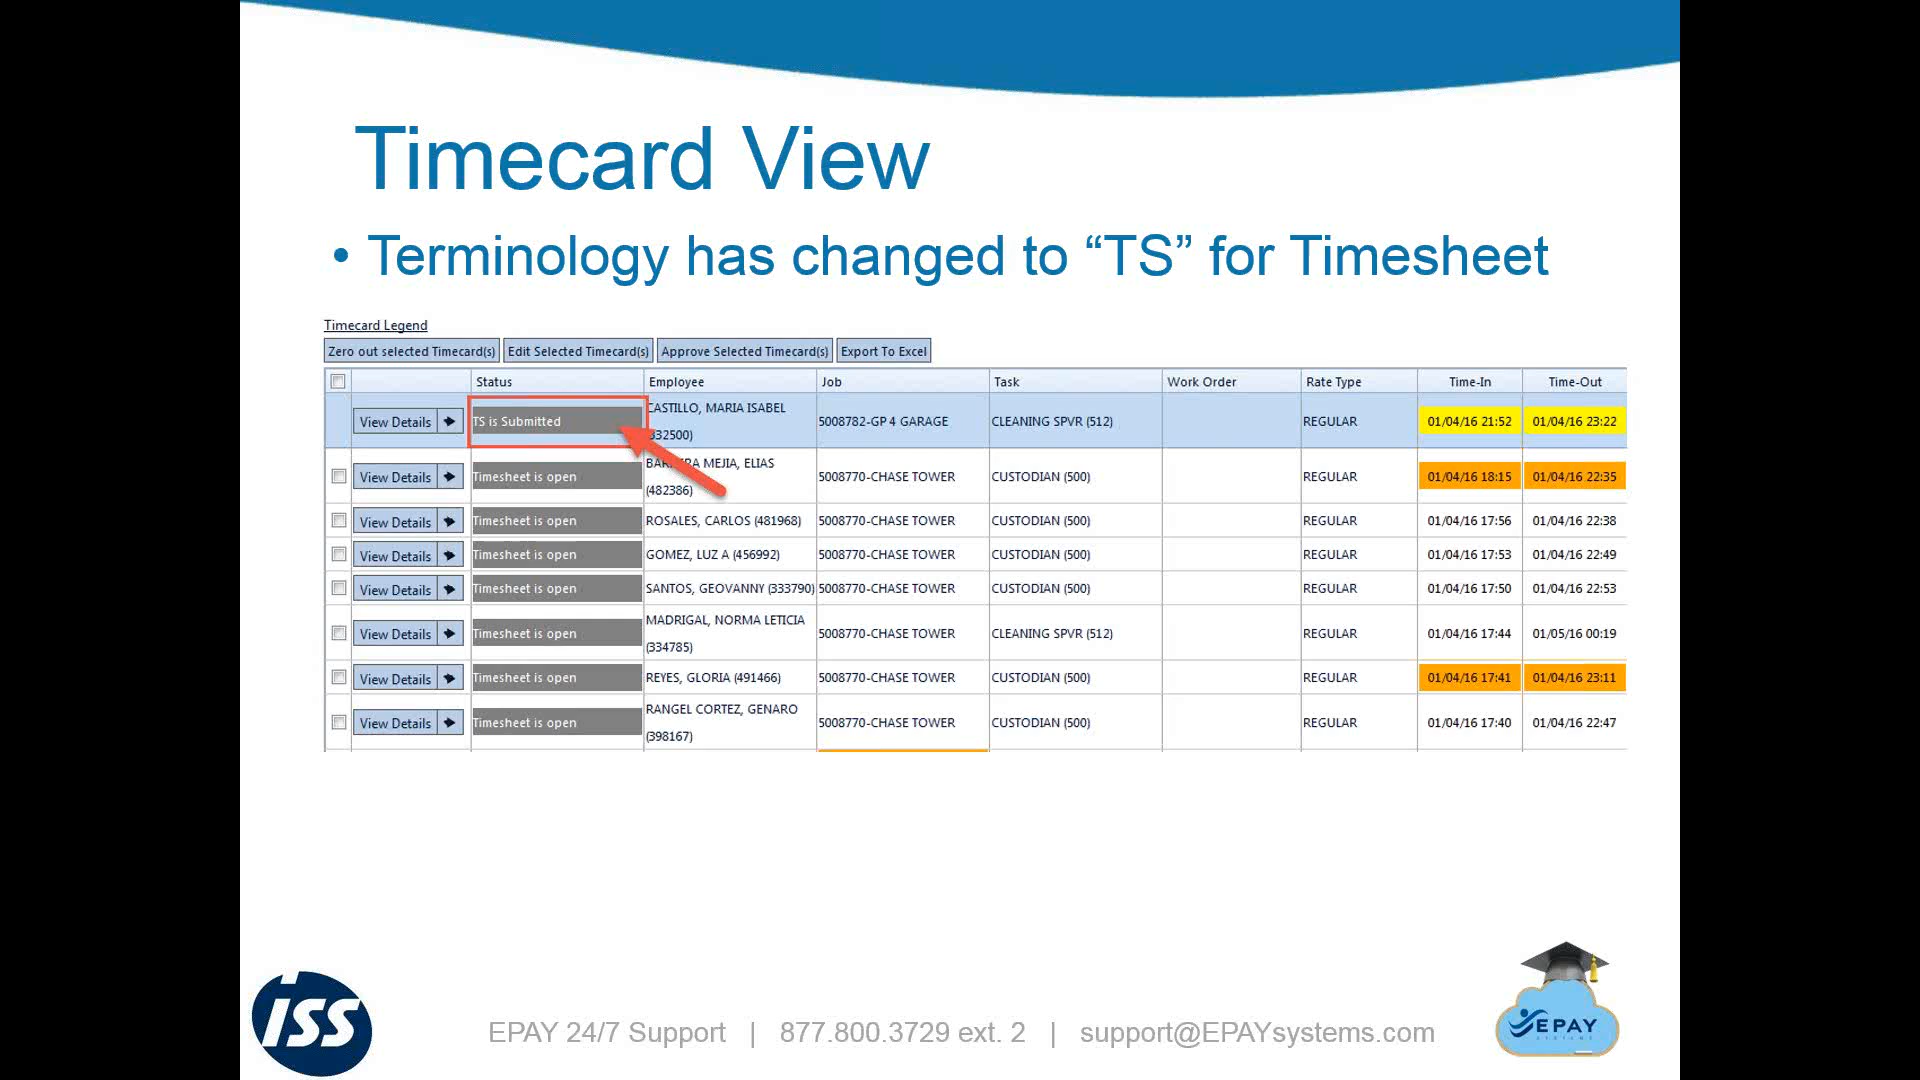 Timecard View
• Terminology has changed to “TS” for Timesheet
Timecard Legend
Zero out selected Timecard(s) Edit Selected Timecard(s) Approve Selected Timecard(s) Export To Excel
Status Employee Job Task Work Order Rate Type Time-In Time-Out
View Details TS is Submitted CASTILLO, MARIA ISABEL 5008782-GP 4 GARAGE CLEANING SPVR (512) REGULAR 01/04/16 21:52 01/04/16 23:22
332500)
View Details Timesheet is open MEJIA, ELIAS 5008770-CHASE TOWER CUSTODIAN (500) REGULAR 01/04/16 18:15 01/04/16 22:35
(482386)
View Details Timesheet is open ROSALES, CARLOS (481968) 5008770-CHASE TOWER CUSTODIAN (500) REGULAR 01/04/16 17:56 01/04/16 22:38
View Details Timesheet is open GOMEZ, LUZ A (456992) 5008770-CHASE TOWER CUSTODIAN (500) REGULAR 01/04/16 17:53 01/04/16 22:49
View Details Timesheet is open SANTOS, GEOVANNY (333790) 5008770-CHASE TOWER CUSTODIAN (500) REGULAR 01/04/16 17:50 01/04/16 22:53
View Details Timesheet is open MADRIGAL, NORMA LETICIA 5008770-CHASE TOWER CLEANING SPVR (512) REGULAR 01/04/16 17:44 01/05/16 00:19
(334785)
View Details Timesheet is open REYES, GLORIA (491466) 5008770-CHASE TOWER CUSTODIAN (500) REGULAR 01/04/16 17:41 01/04/16 23:11
View Details Timesheet is open RANGEL CORTEZ, GENARO 5008770-CHASE TOWER CUSTODIAN (500) REGULAR 01/04/16 17:40 01/04/16 22:47
(398167)
ISS
EPAY 24/7 Support | 877.800.3729 ext. 2 | support@EPAYsystems.com
EPAY
SYSTEMS